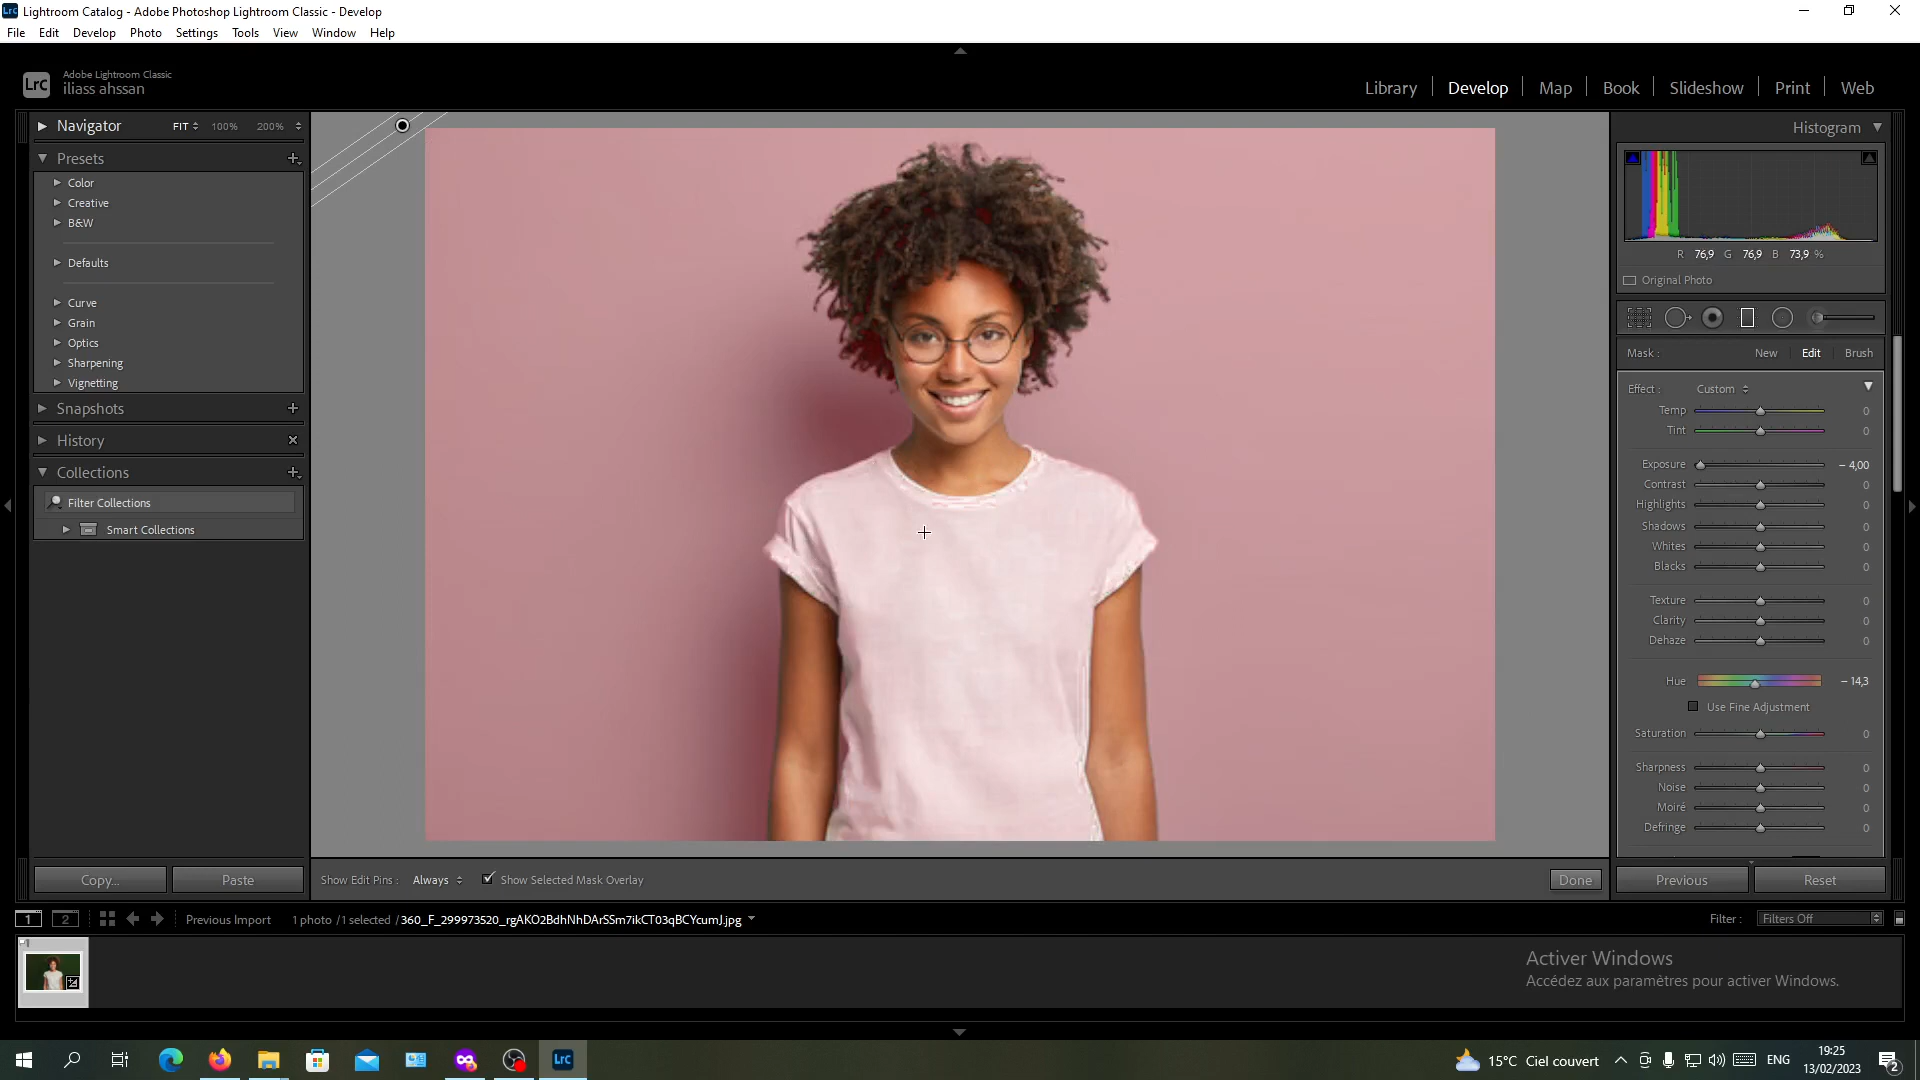 Lightroom Catalog - Adobe Photoshop Lightroom Classic - Develop
File Edit Develop Photo Settings Tools View Window Help
LrC
Adobe Lightroom Classic
iliass ahssan
Library Develop Map Book Slideshow Print Web
Navigator FIT 100% 200%
Presets
Color
Creative
B&W
Defaults
Curve
Grain
Optics
Sharpening
Vignetting
Snapshots
History
Collections
Filter Collections
Smart Collections
Copy... Paste
Show Edit Pins : Always Show Selected Mask Overlay
Done
Histogram
R 76,9 G 76,9 B 73,9 %
Original Photo
Mask : New Edit Brush
Effect : Custom
Temp 0
Tint 0
Exposure – 4,00
Contrast 0
Highlights 0
Shadows 0
Whites 0
Blacks 0
Texture 0
Clarity 0
Dehaze 0
Hue – 14,3
Use Fine Adjustment
Saturation 0
Sharpness 0
Noise 0
Moiré 0
Defringe 0
Previous Reset
1 2 Previous Import 1 photo / 1 selected / 360_F_299973520_rgAKO2BdhNhDArSSm7ikCT03qBCYcumJ.jpg
Filter : Filters Off
Activer Windows
Accédez aux paramètres pour activer Windows.
Lrc
15°C Ciel couvert ENG
19:25
13/02/2023
2